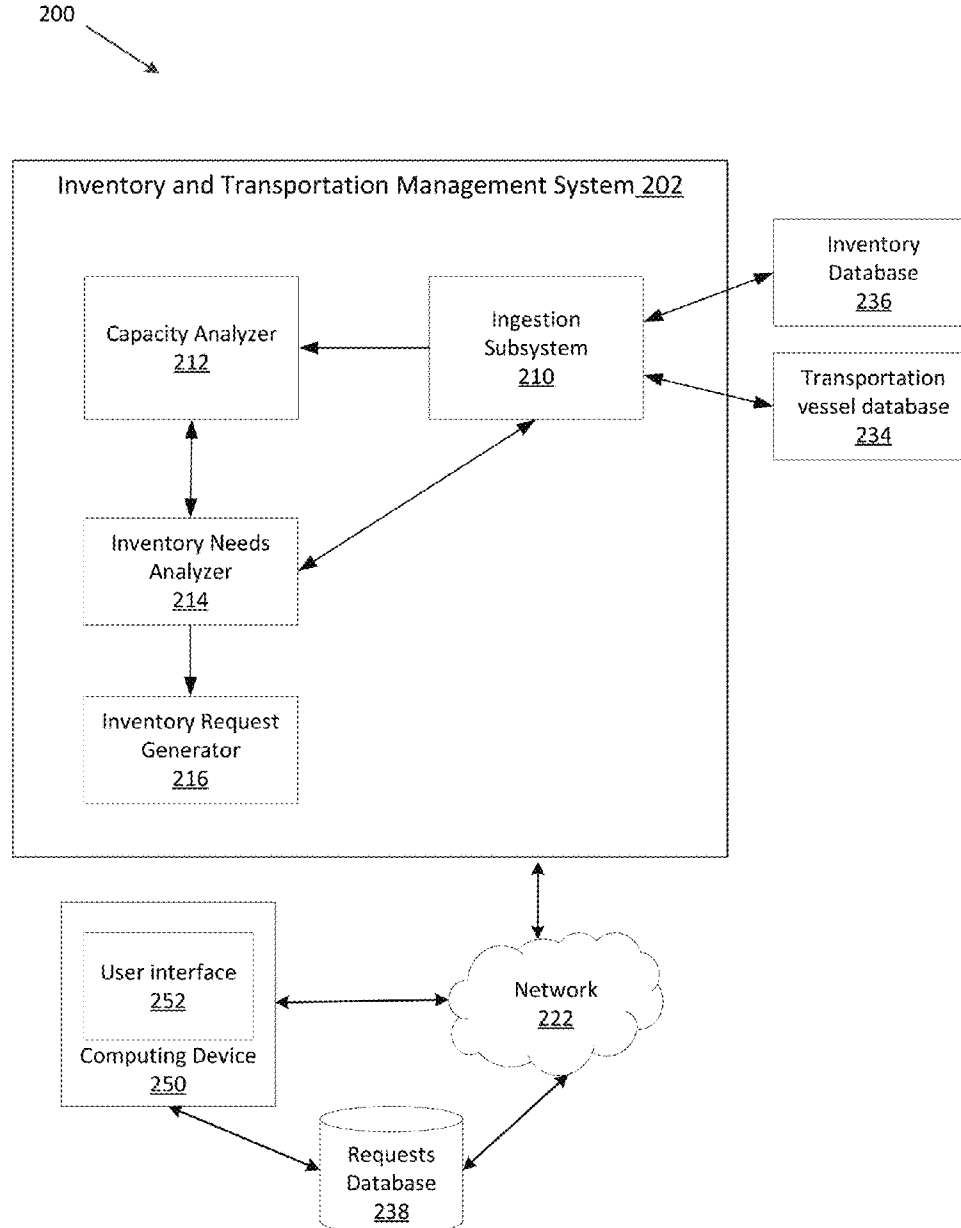 200
Inventory and Transportation Management System 202
Inventory
Database
236
Capacity Analyzer
212
Ingestion
Subsystem
210
Transportation
vessel database
234
Inventory Needs
Analyzer
214
Inventory Request
Generator
216
User interface
252
Computing Device
250
Network
222
Requests
Database
238